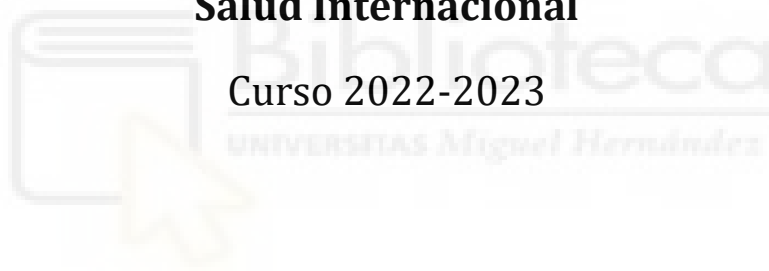 Salud Internacional
Curso 2022-2023
Biblioteca
UNIVERSITAS Miguel Hernández